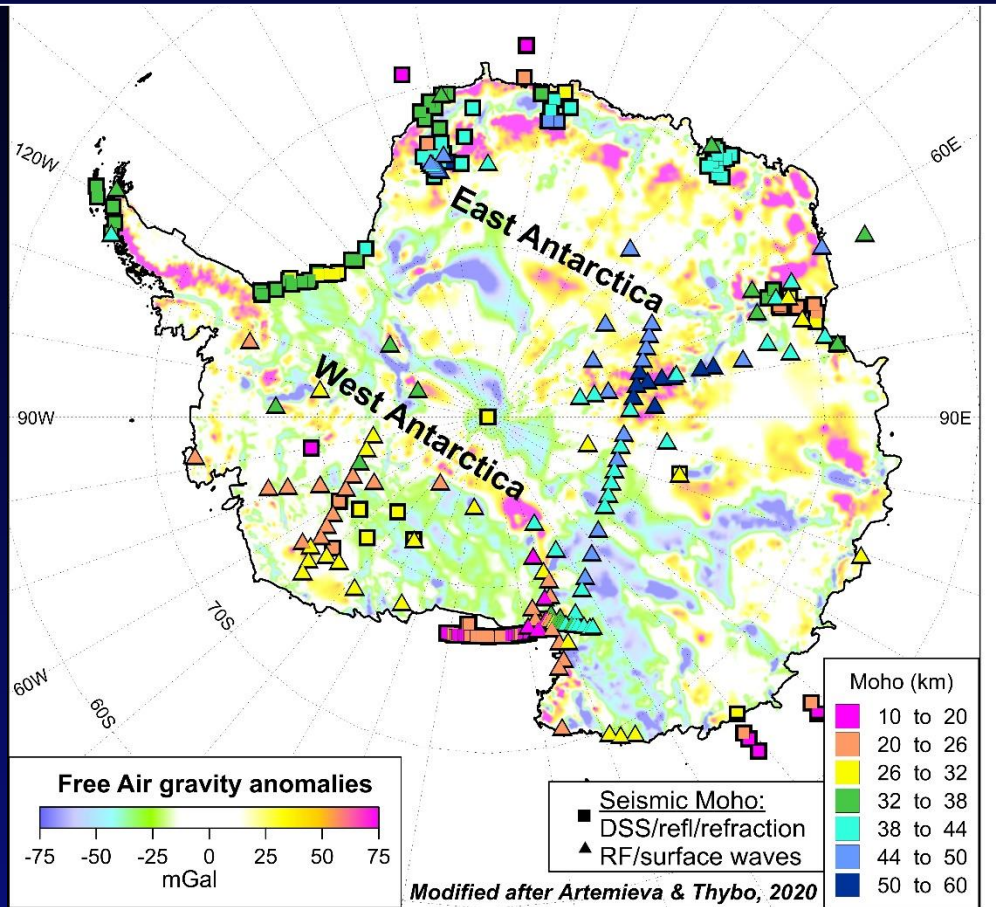 120W
60E
East Antarctica
West Antarctica
90W
90E
70S
60W
60S
Free Air gravity anomalies
-75 -50 -25 0 25 50 75
mGal
Seismic Moho:
DSS/refl/refraction
RF/surface waves
Modified after Artemieva & Thybo, 2020
Moho (km)
10 to 20
20 to 26
26 to 32
32 to 38
38 to 44
44 to 50
50 to 60